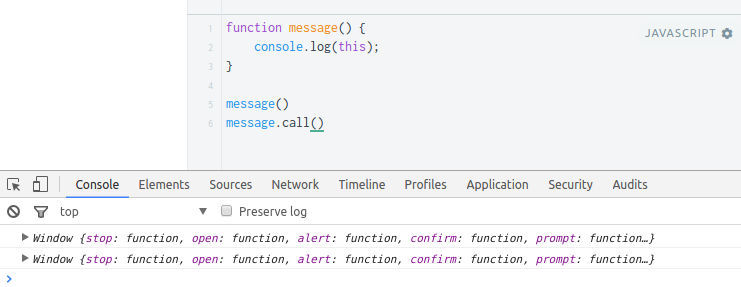 1 function message() {
JAVASCRIPT
2 console.log(this);
3 }
4
5 message()
6 message.call()
Console Elements Sources Network Timeline Profiles Application Security Audits
top Preserve log
Window {stop: function, open: function, alert: function, confirm: function, prompt: function…}
Window {stop: function, open: function, alert: function, confirm: function, prompt: function…}